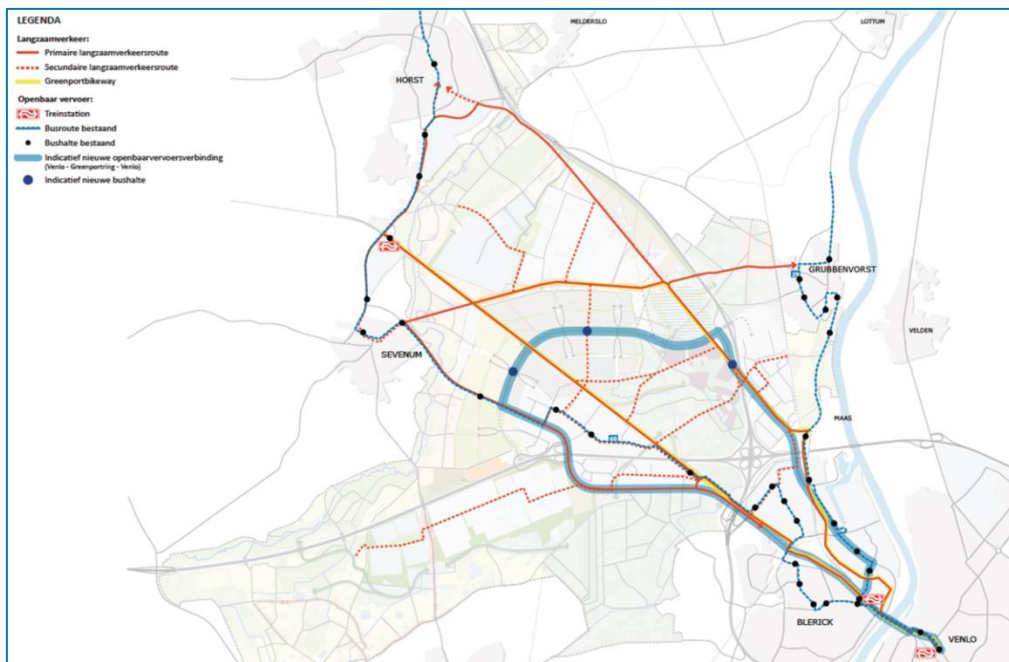 LEGENDA
Langzaamverkeer:
Primaire langzaamverkeersroute
Secundaire langzaamverkeersroute
Greenportbikeway
Openbaar vervoer:
Treinstation
Busroute bestaand
Bushalte bestaand
Indicatief nieuwe openbaarvervoersverbinding
(Venlo - Greenportring - Venlo)
Indicatief nieuwe bushalte
MELDERSLO
LOTTUM
HORST
GRUBBENVORST
VELDEN
SEVENUM
MAAS
BLERICK
VENLO